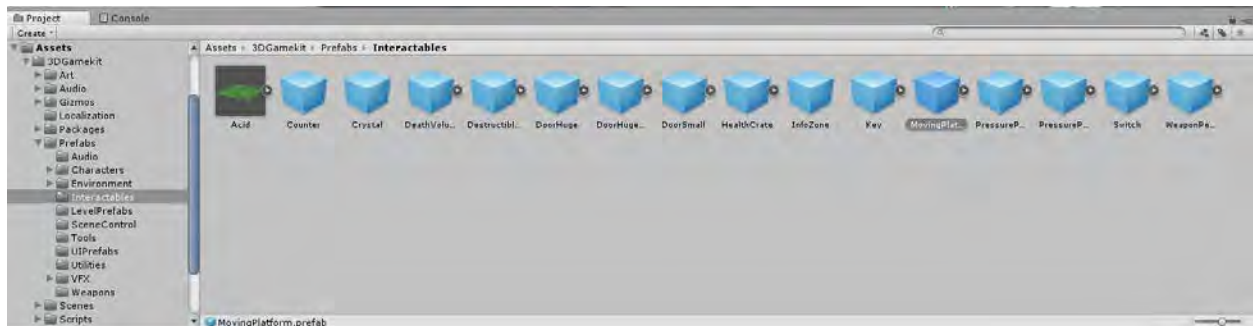 Project Console
Create
Assets
3DGamekit
Art
Audio
Gizmos
Localization
Packages
Prefabs
Audio
Characters
Environment
Interactables
LevelPrefabs
SceneControl
Tools
UIPrefabs
Utilities
VFX
Weapons
Scenes
Scripts
Assets 3DGamekit Prefabs Interactables
Acid Counter Crystal DeathVolu... Destructibl... DoorHuge DoorHuge... DoorSmall HealthCrate InfoZone Key MovingPlat... PressureP... PressureP... Switch WeaponPe...
MovingPlatform.prefab